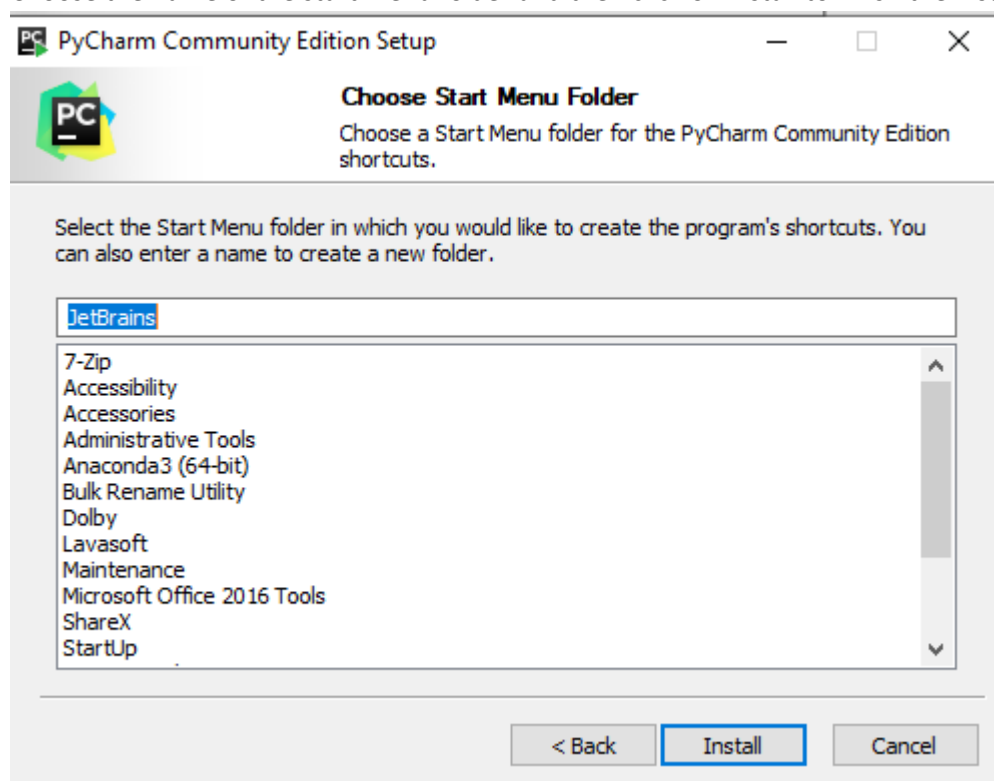 PyCharm Community Edition Setup
PC
Choose Start Menu Folder
Choose a Start Menu folder for the PyCharm Community Edition
shortcuts.
Select the Start Menu folder in which you would like to create the program's shortcuts. You
can also enter a name to create a new folder.
JetBrains
7-Zip
Accessibility
Accessories
Administrative Tools
Anaconda3 (64-bit)
Bulk Rename Utility
Dolby
Lavasoft
Maintenance
Microsoft Office 2016 Tools
ShareX
StartUp
< Back Install Cancel